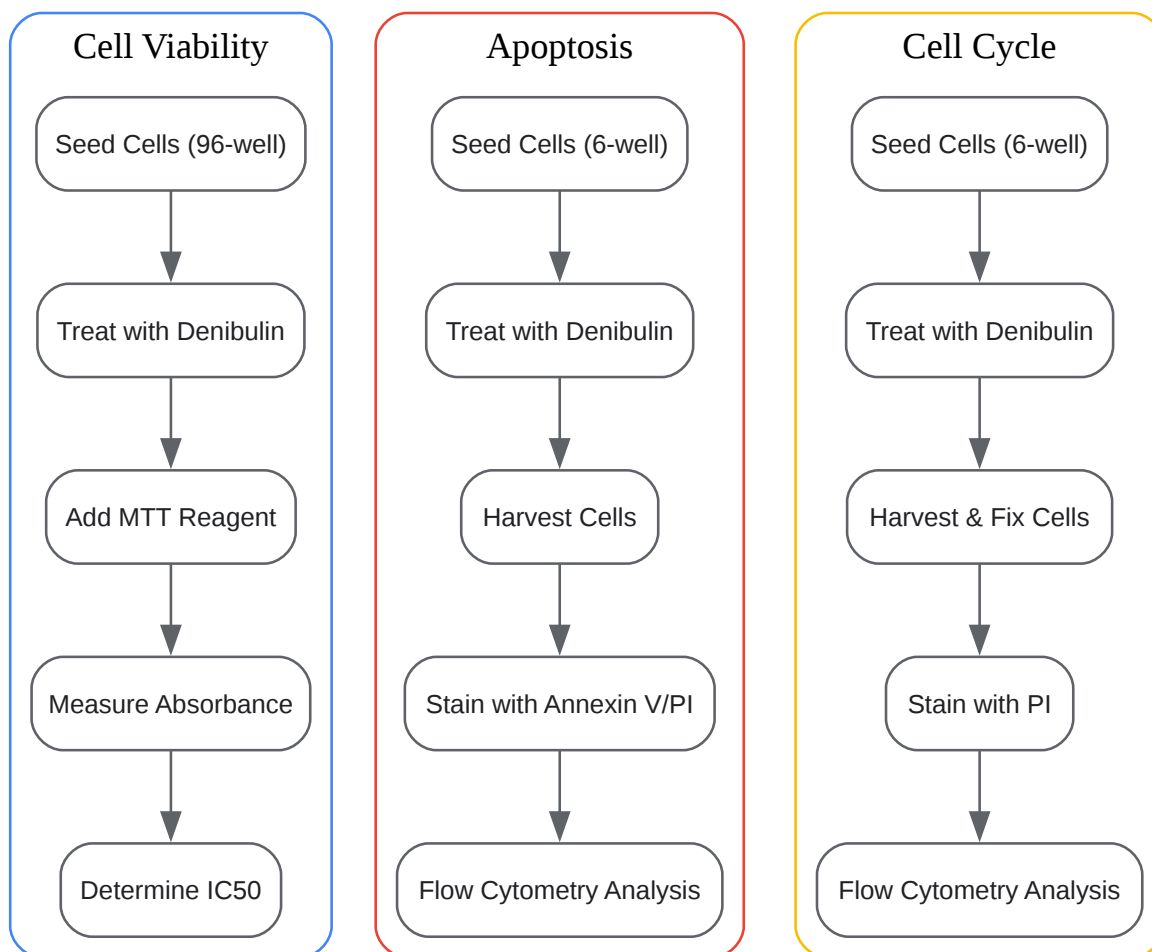 Cell Viability
Seed Cells (96-well)
Treat with Denibulin
Add MTT Reagent
Measure Absorbance
Determine IC50
Apoptosis
Seed Cells (6-well)
Treat with Denibulin
Harvest Cells
Stain with Annexin V/PI
Flow Cytometry Analysis
Cell Cycle
Seed Cells (6-well)
Treat with Denibulin
Harvest & Fix Cells
Stain with PI
Flow Cytometry Analysis